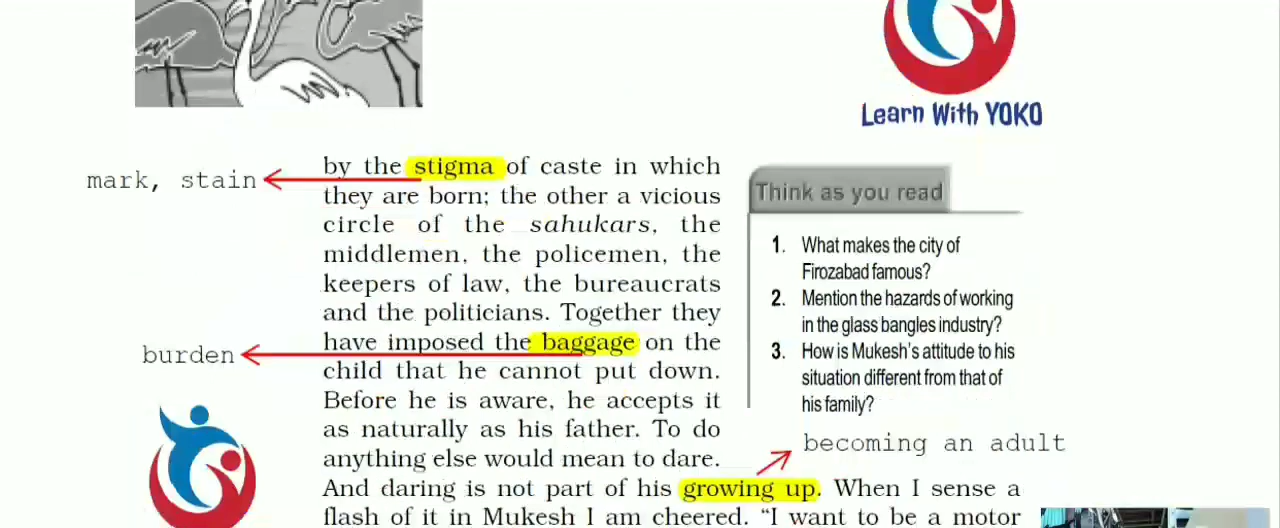 Learn With YOKO
by the stigma of caste in which
mark, stain
they are born; the other a vicious
circle of the sahukars, the
middlemen, the policemen, the
keepers of law, the bureaucrats
and the politicians. Together they
have imposed the baggage on the
burden
child that he cannot put down.
Before he is aware, he accepts it
as naturally as his father. To do
anything else would mean to dare.
And daring is not part of his growing up. When I sense a
flash of it in Mukesh I am cheered. “I want to be a motor
Think as you read
1. What makes the city of
Firozabad famous?
2. Mention the hazards of working
in the glass bangles industry?
3. How is Mukesh's attitude to his
situation different from that of
his family?
becoming an adult